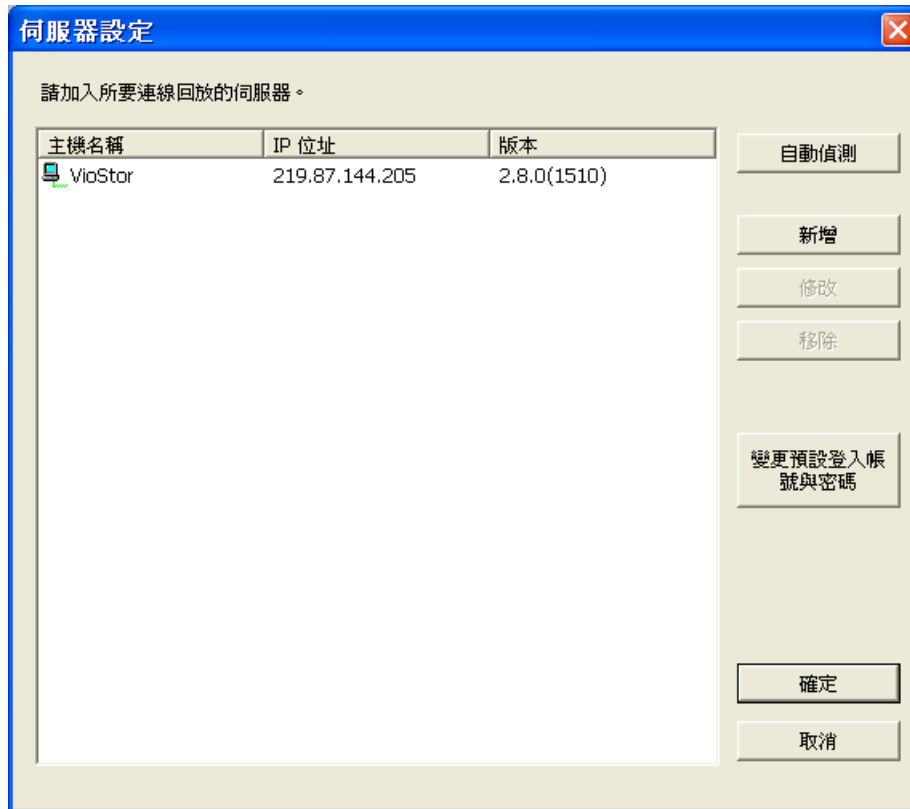 伺服器設定
請加入所要連線回放的伺服器。
主機名稱 IP 位址 版本
VioStor 219.87.144.205 2.8.0(1510)
自動偵測
新增
修改
移除
變更預設登入帳
號與密碼
確定
取消